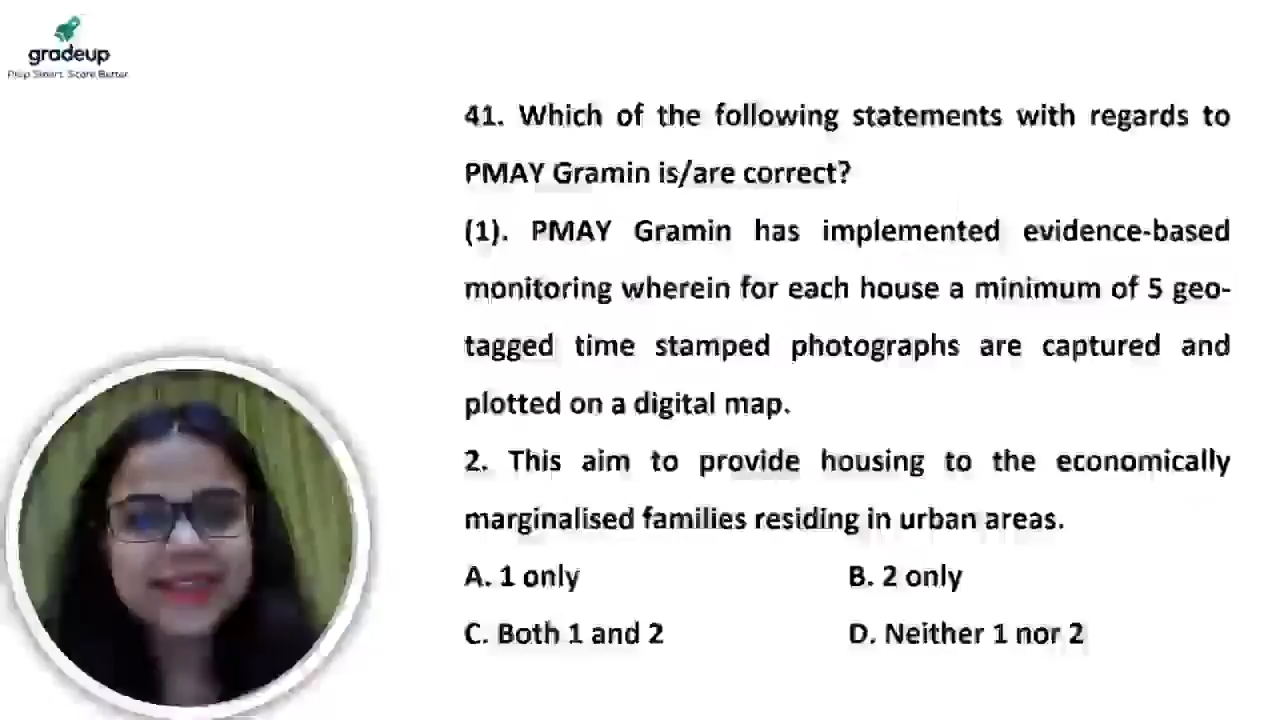 gradeup
Prep Smart. Score Better
41. Which of the following statements with regards to
PMAY Gramin is/are correct?
(1). PMAY Gramin has implemented evidence-based
monitoring wherein for each house a minimum of 5 geo-
tagged time stamped photographs are captured and
plotted on a digital map.
2. This aim to provide housing to the economically
marginalised families residing in urban areas.
A. 1 only
B. 2 only
C. Both 1 and 2
D. Neither 1 nor 2